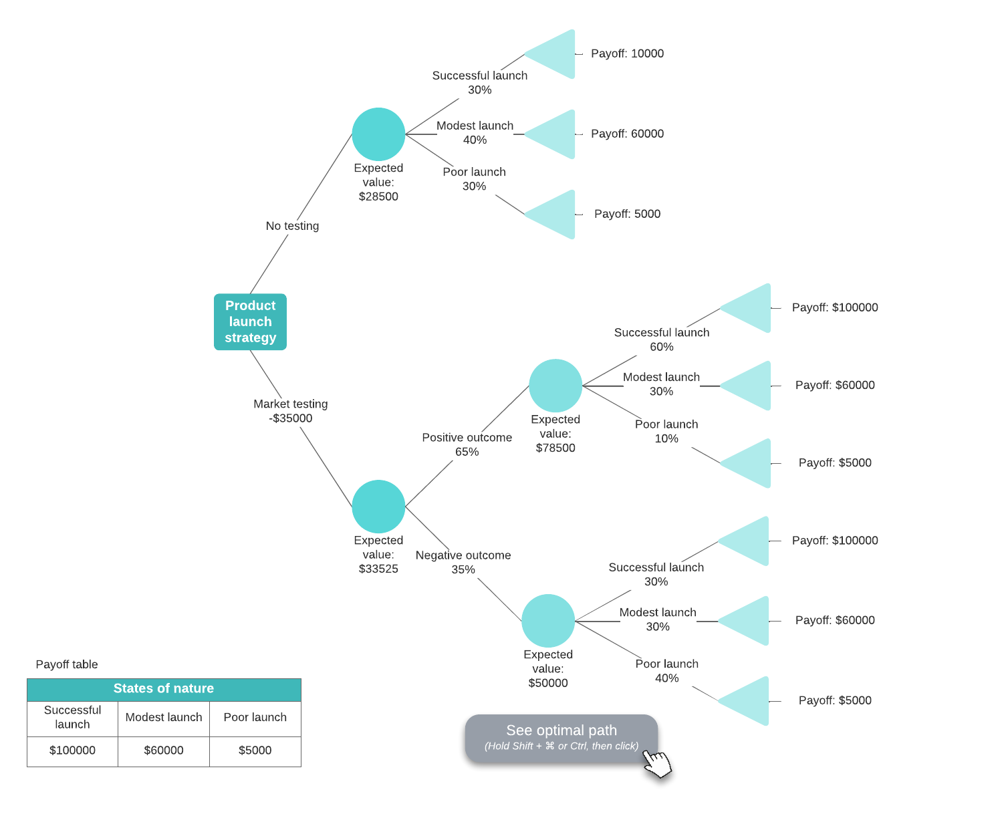 Payoff: 10000
Successful launch
30%
Modest launch
40%
Payoff: 60000
Expected
value:
$28500
Poor launch
30%
Payoff: 5000
No testing
Product
launch
strategy
Market testing
-$35000
Payoff: $100000
Successful launch
60%
Modest launch
30%
Payoff: $60000
Positive outcome
65%
Expected
value:
$78500
Poor launch
10%
Payoff: $5000
Expected
value:
$33525
Negative outcome
35%
Payoff: $100000
Successful launch
30%
Modest launch
30%
Payoff: $60000
Expected
value:
$50000
Poor launch
40%
Payoff: $5000
Payoff table
States of nature
Successful
launch
Modest launch
Poor launch
$100000
$60000
$5000
See optimal path
(Hold Shift + ⌘ or Ctrl, then click)